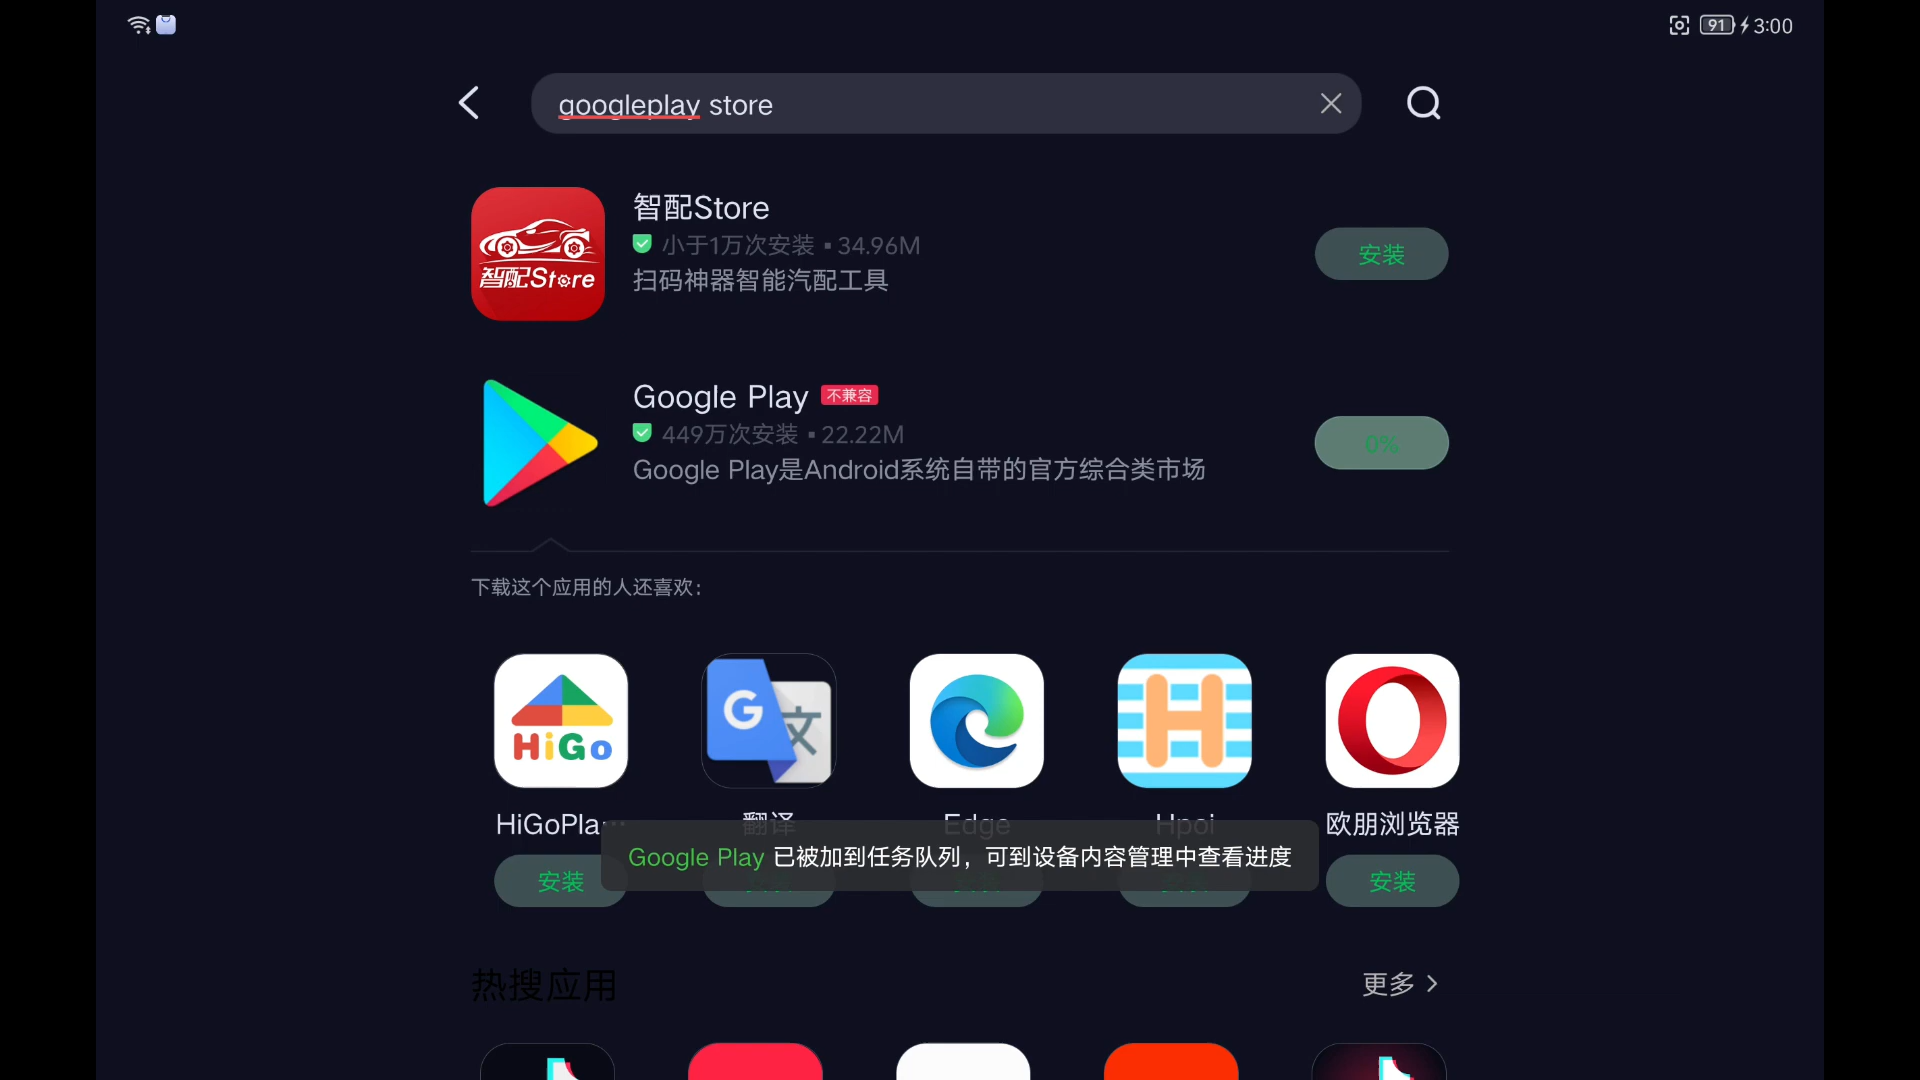 91 3:00
googleplay store
智配Store
小于1万次安装 ▪ 34.96M
扫码神器智能汽配工具
安装
智配Store
Google Play 不兼容
449万次安装 ▪ 22.22M
Google Play是Android系统自带的官方综合类市场
0%
下载这个应用的人还喜欢:
HiGo
G 文
H
HiGoPla…
翻译
Edge
Hpoi
欧朋浏览器
Google Play 已被加到任务队列，可到设备内容管理中查看进度
安装
安装
热搜应用
更多